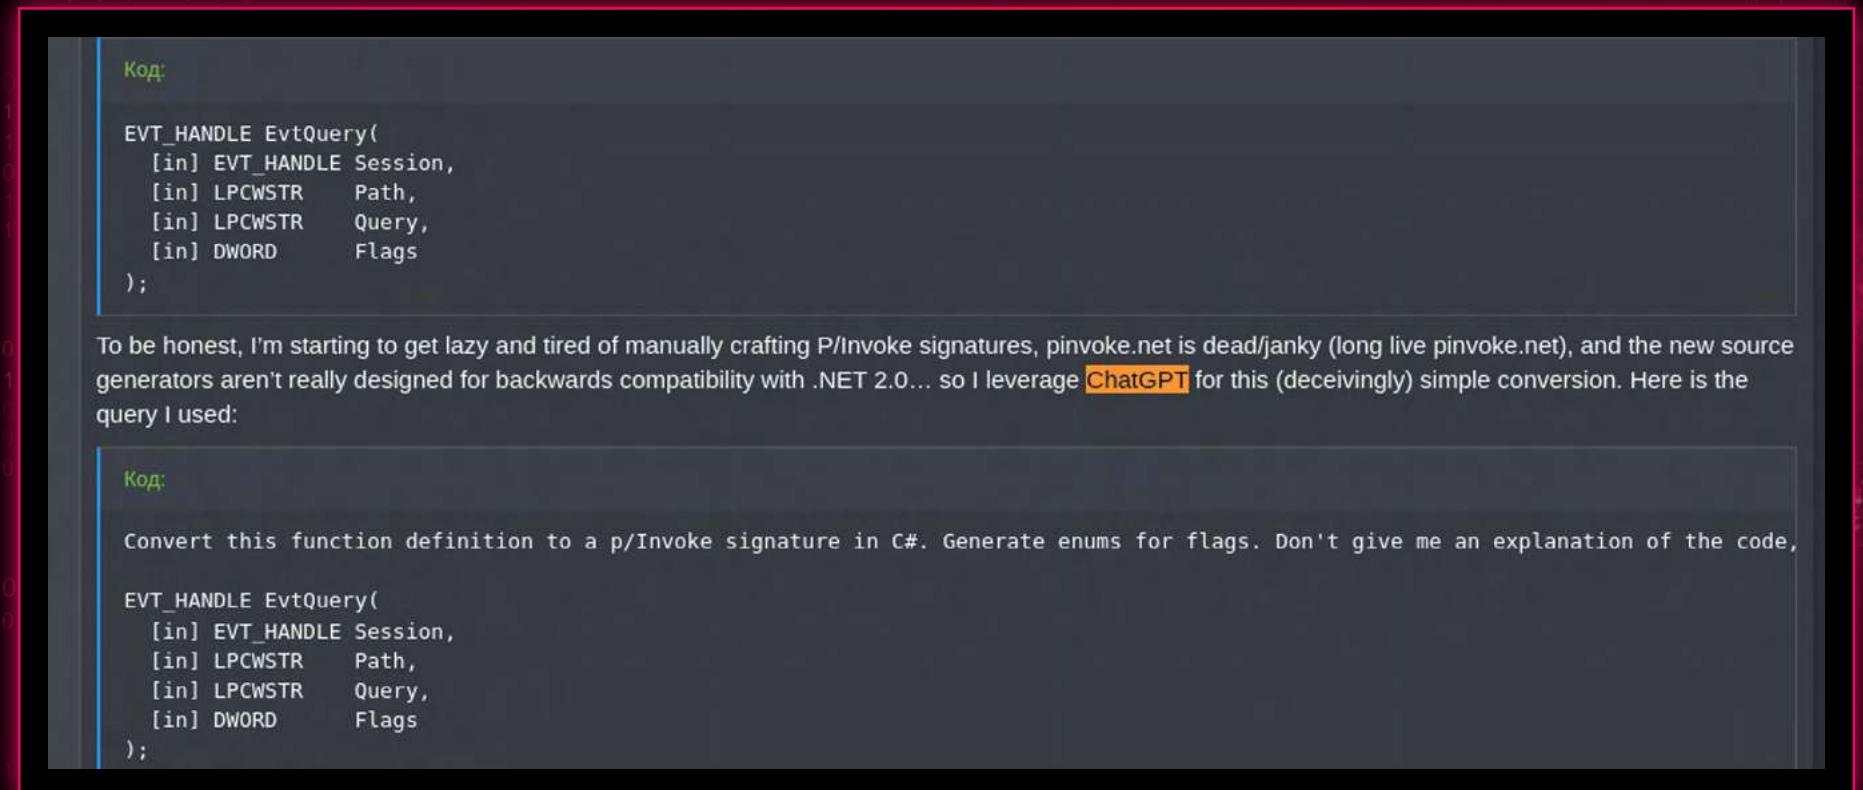 Код:
EVT_HANDLE EvtQuery(
[in] EVT_HANDLE Session,
[in] LPCWSTR Path,
[in] LPCWSTR Query,
[in] DWORD Flags
);
To be honest, I’m starting to get lazy and tired of manually crafting P/Invoke signatures, pinvoke.net is dead/janky (long live pinvoke.net), and the new source
generators aren’t really designed for backwards compatibility with .NET 2.0… so I leverage ChatGPT for this (deceivingly) simple conversion. Here is the
query I used:
Код:
Convert this function definition to a p/Invoke signature in C#. Generate enums for flags. Don't give me an explanation of the code,
EVT_HANDLE EvtQuery(
[in] EVT_HANDLE Session,
[in] LPCWSTR Path,
[in] LPCWSTR Query,
[in] DWORD Flags
);